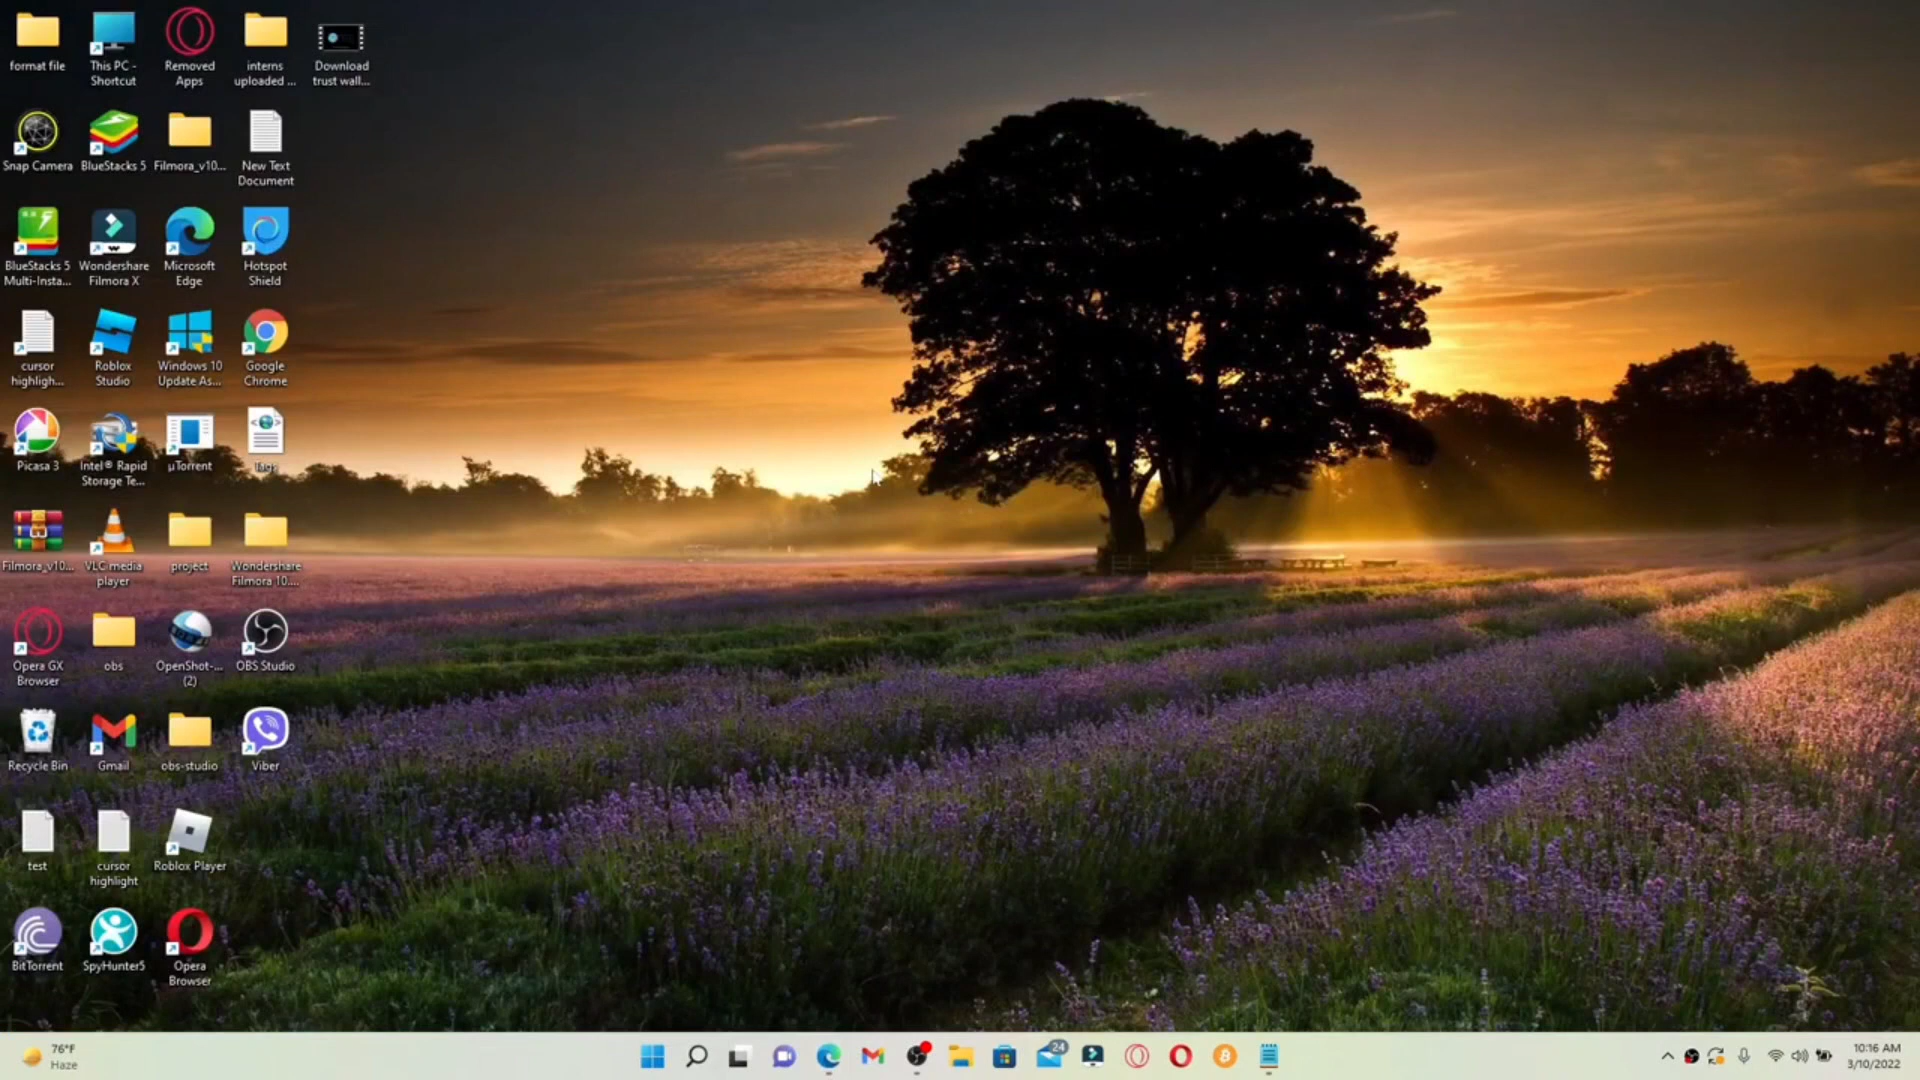 format file
This PC -
Shortcut
Removed
Apps
interns
uploaded ...
Download
trust wall...
Snap Camera
BlueStacks 5
Filmora_v10...
New Text
Document
BlueStacks 5
Multi-Insta...
Wondershare
Filmora X
Microsoft
Edge
Hotspot
Shield
cursor
highligh...
Roblox
Studio
Windows 10
Update As...
Google
Chrome
Picasa 3
Intel® Rapid
Storage Te...
µTorrent
Tags
Filmora_v10...
VLC media
player
project
Wondershare
Filmora 10....
Opera GX
Browser
obs
OpenShot-...
(2)
OBS Studio
Recycle Bin
Gmail
obs-studio
Viber
test
cursor
highlight
Roblox Player
BitTorrent
SpyHunter5
Opera
Browser
76°F
Haze
24
10:16 AM
3/10/2022